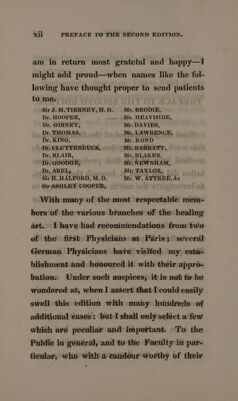 xii PREFACE TO THE SECOND EDITION.
am in return most grateful and happy—I
might add proud—when names like the fol-
lowing have thought proper to send patients
to me.
Sir J. M. TIERNEY, M. D. Mr. BRODIE,
Dr. HOOPER, Mr. HEAVISIDE,
Dr. GIBNEY, Mr. DAVIES,
Dr. THOMAS, Mr. LAWRENCE,
Dr. KING, Mr. BOND
Dr. CLUTTERBUCK, Mr. BARRATT,
Dr. BLAIR, Mr. BLAKER,
Dr. GOODGE, Mr. NEWNHAM,
Dr. ABEL, Mr. TAYLOR,
Sir H. HALFORD, M. D. Mr. W. ATTREE, &c
Sir ASHLEY COOPER,
With many of the most respectable mem-
bers of the various branches of the healing
art. I have had recommendations from two
of the first Physicians at Paris; several
German Physicians have visited my esta-
blishment and honoured it with their appro-
bation. Under such auspices, it is not to be
wondered at, when I assert that I could easily
swell this edition with many hundreds of
additional cases: but I shall only select a few
which are peculiar and important. To the
Public in general, and to the Faculty in par-
ticular, who with a candour worthy of their